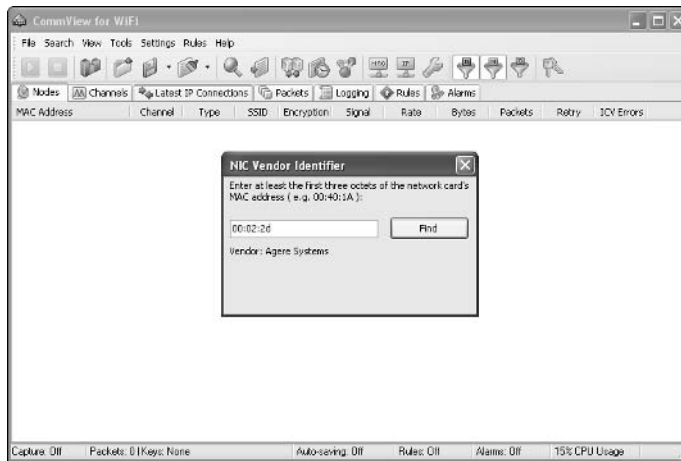 CommView for WiFi
File Search View Tools Settings Rules Help
Nodes Channels Latest IP Connections Packets Logging Rules Alarms
MAC Address Channel Type SSID Encryption Signal Rate Bytes Packets Retry ICV Errors
NIC Vendor Identifier
Enter at least the first three octets of the network card's
MAC address ( e.g. 00:40:1A ):
00:02:2d Find
Vendor: Agere Systems
Capture: Off Packets: 0 | Keys: None Auto-saving: Off Rules: Off Alarms: Off 15% CPU Usage